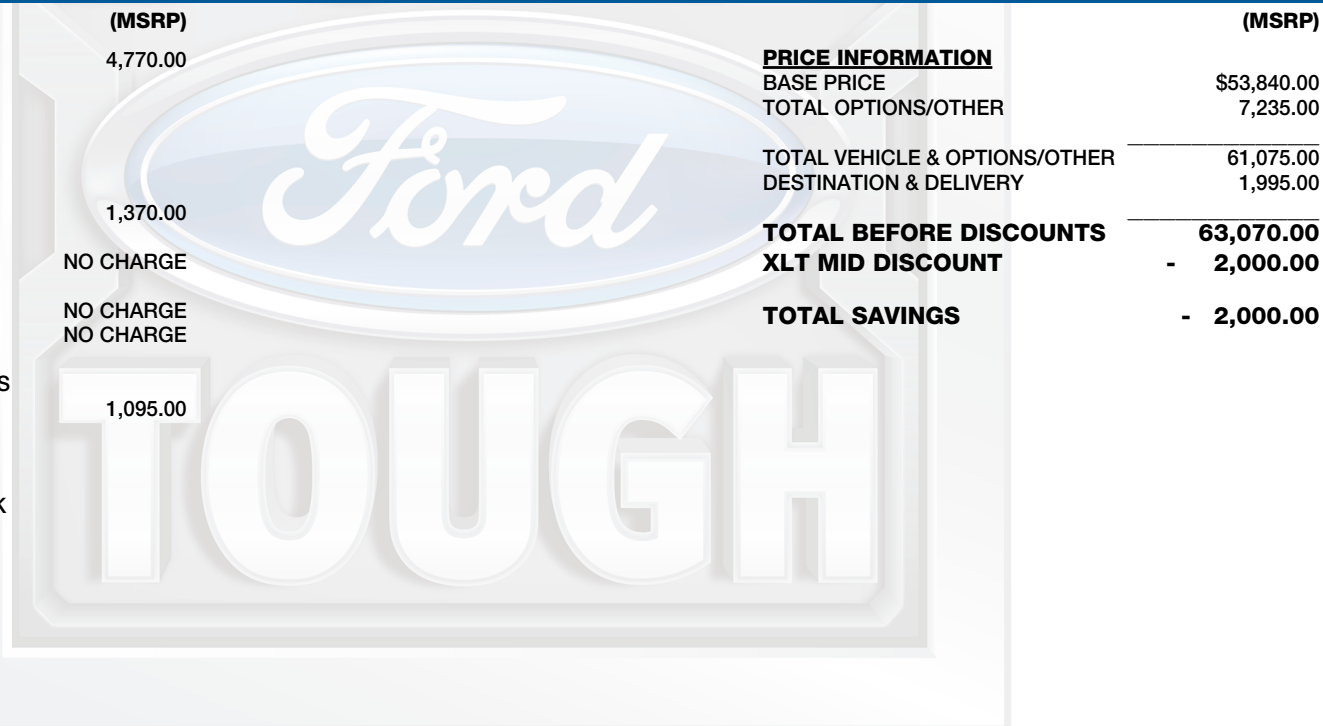 (MSRP)
4,770.00
1,370.00
NO CHARGE
NO CHARGE
NO CHARGE
S
1,095.00
K
Ford
TOUGH
(MSRP)
PRICE INFORMATION
BASE PRICE $53,840.00
TOTAL OPTIONS/OTHER 7,235.00
TOTAL VEHICLE & OPTIONS/OTHER 61,075.00
DESTINATION & DELIVERY 1,995.00
TOTAL BEFORE DISCOUNTS 63,070.00
XLT MID DISCOUNT - 2,000.00
TOTAL SAVINGS - 2,000.00